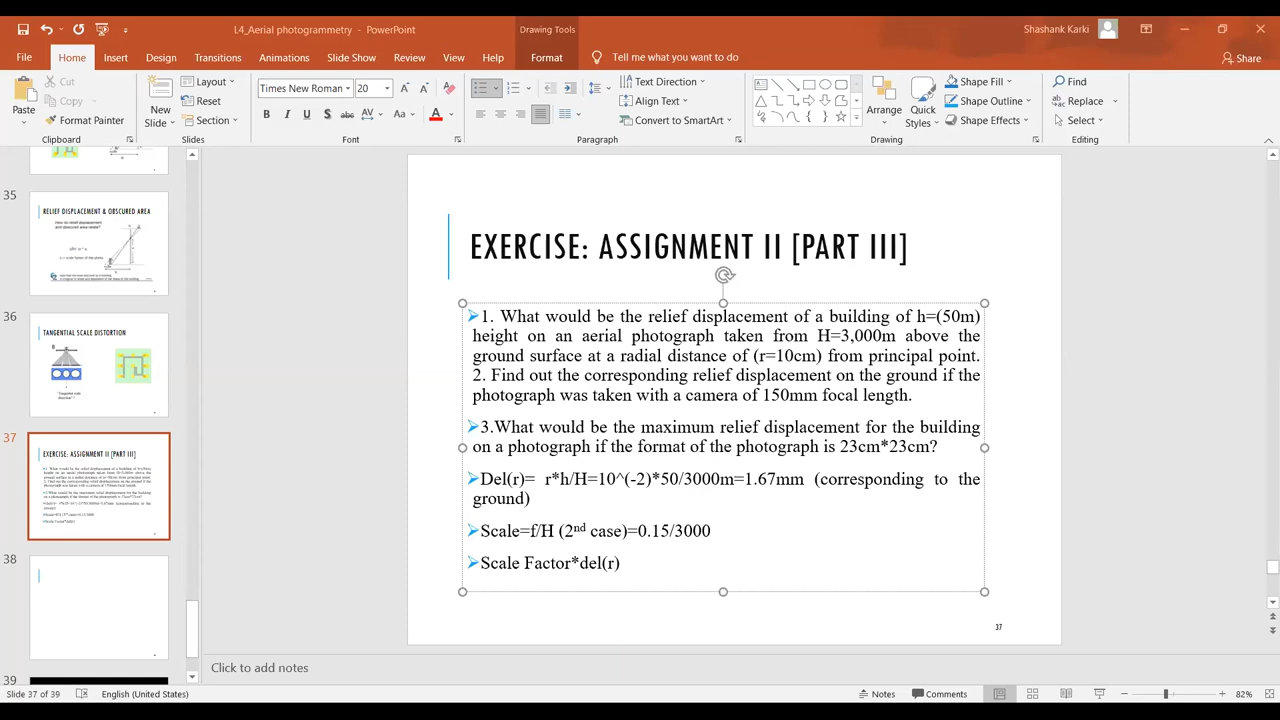 L4_Aerial photogrammetry - PowerPoint
Drawing Tools
Shashank Karki
File Home Insert Design Transitions Animations Slide Show Review View Help Format Tell me what you want to do Share
Paste
Cut
Copy
Format Painter
Clipboard
New Slide
Layout
Reset
Section
Slides
Times New Roman 20
B I U S abc AV Aa A
Font
Text Direction
Align Text
Convert to SmartArt
Paragraph
Arrange
Quick Styles
Shape Fill
Shape Outline
Shape Effects
Drawing
Find
Replace
Select
Editing
35
RELIEF DISPLACEMENT & OBSCURED AREA
36
TANGENTIAL SCALE DISTORTION
37
EXERCISE: ASSIGNMENT II [PART III]
38
39
EXERCISE: ASSIGNMENT II [PART III]
1. What would be the relief displacement of a building of h=(50m)
height on an aerial photograph taken from H=3,000m above the
ground surface at a radial distance of (r=10cm) from principal point.
2. Find out the corresponding relief displacement on the ground if the
photograph was taken with a camera of 150mm focal length.
3.What would be the maximum relief displacement for the building
on a photograph if the format of the photograph is 23cm*23cm?
Del(r)= r*h/H=10^(-2)*50/3000m=1.67mm (corresponding to the
ground)
Scale=f/H (2nd case)=0.15/3000
Scale Factor*del(r)
37
Click to add notes
Slide 37 of 39 English (United States) Notes Comments 82%